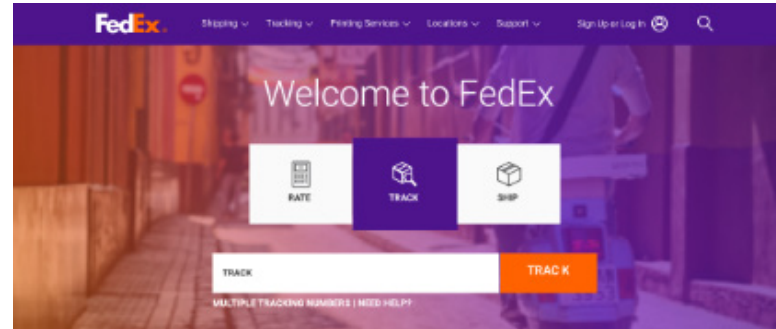 FedEx. Shipping Tracking Printing Services Locations Support Sign Up or Log In
Welcome to FedEx
RATE TRACK SHIP
TRACK TRACK
MULTIPLE TRACKING NUMBERS | NEED HELP?